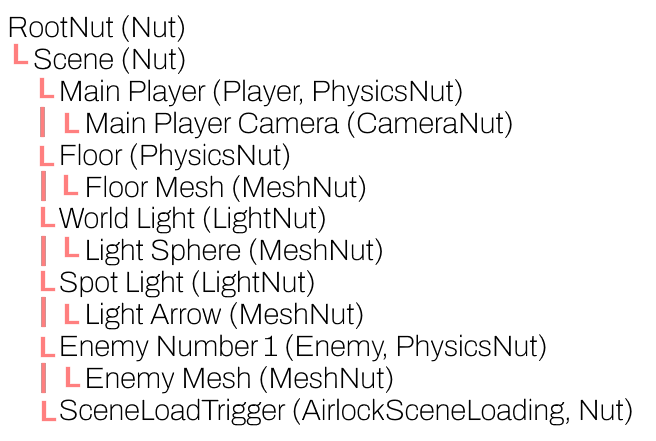 RootNut (Nut)
Scene (Nut)
Main Player (Player, PhysicsNut)
Main Player Camera (CameraNut)
Floor (PhysicsNut)
Floor Mesh (MeshNut)
World Light (LightNut)
Light Sphere (MeshNut)
Spot Light (LightNut)
Light Arrow (MeshNut)
Enemy Number 1 (Enemy, PhysicsNut)
Enemy Mesh (MeshNut)
SceneLoadTrigger (AirlockSceneLoading, Nut)